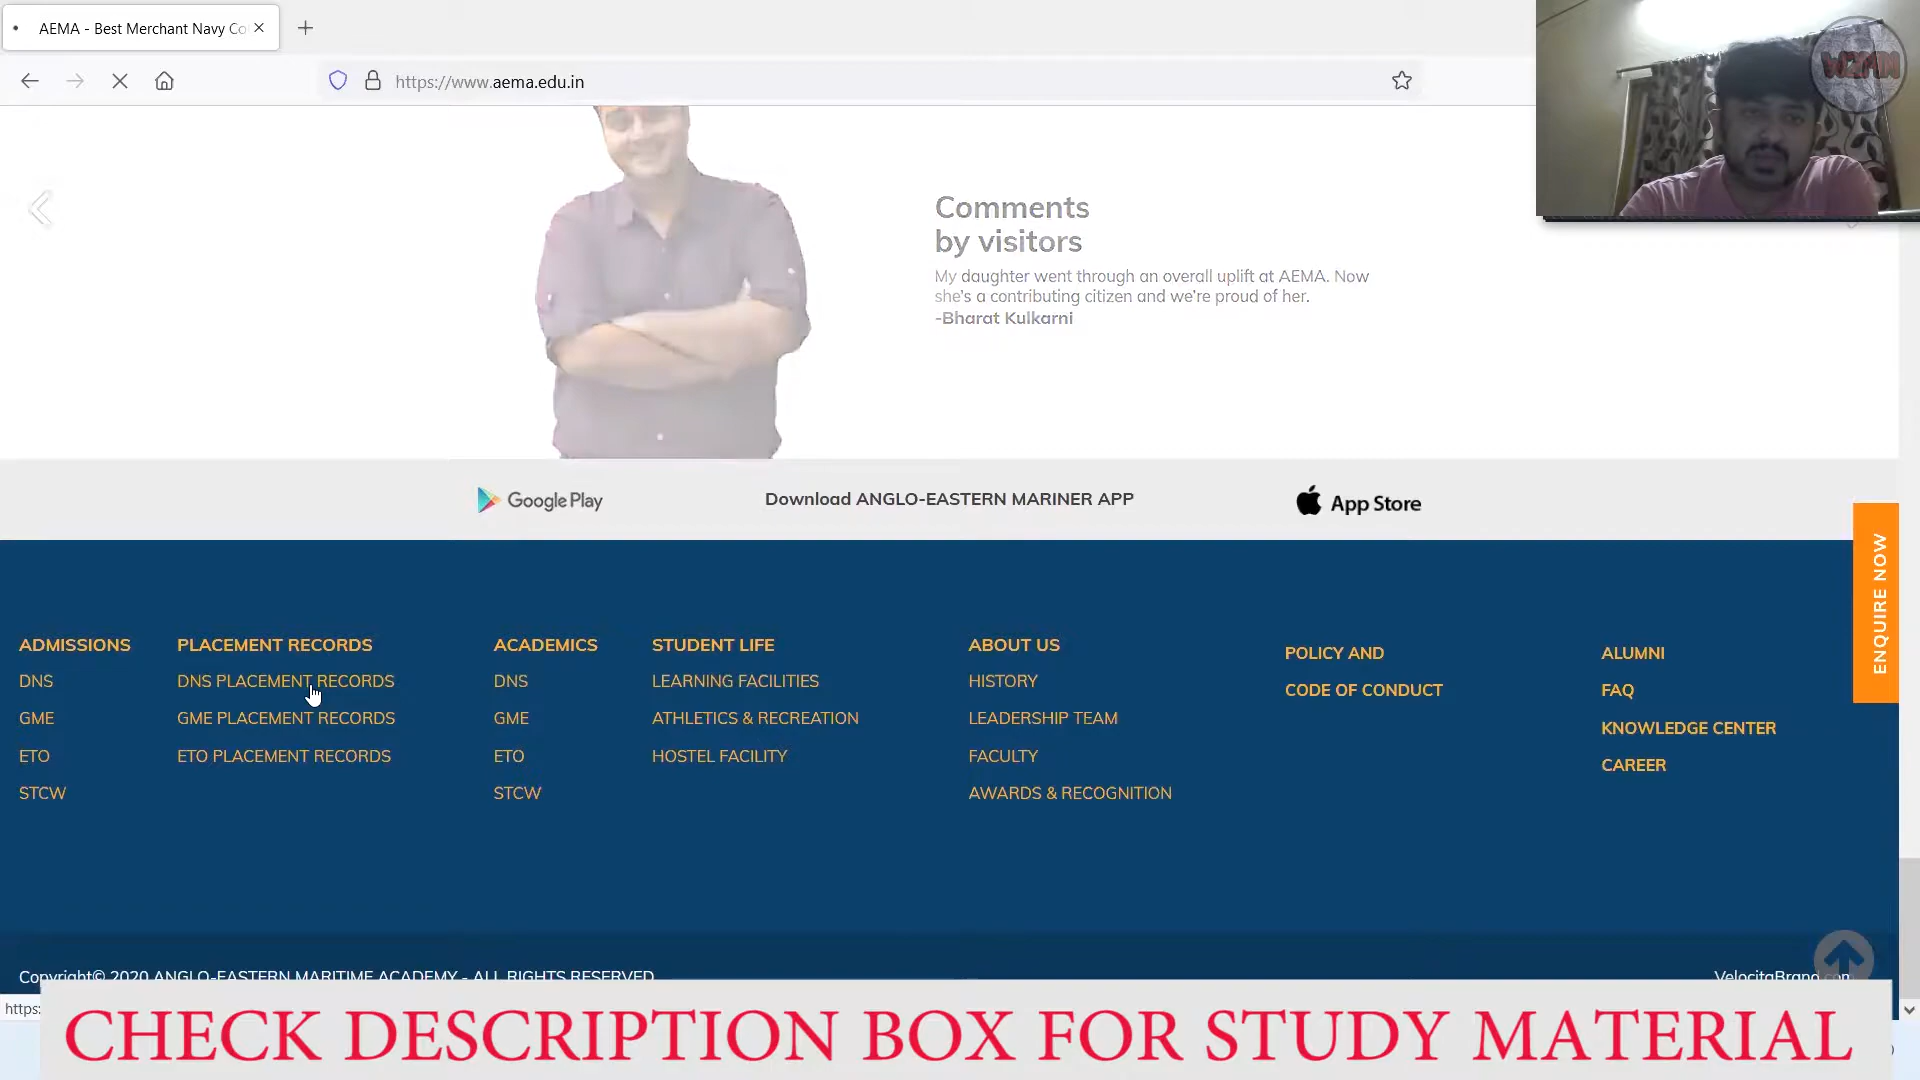 AEMA - Best Merchant Navy Co
https://www.aema.edu.in
Comments
by visitors
My daughter went through an overall uplift at AEMA. Now
she's a contributing citizen and we're proud of her.
-Bharat Kulkarni
Google Play
Download ANGLO-EASTERN MARINER APP
App Store
ENQUIRE NOW
ADMISSIONS
DNS
GME
ETO
STCW
PLACEMENT RECORDS
DNS PLACEMENT RECORDS
GME PLACEMENT RECORDS
ETO PLACEMENT RECORDS
ACADEMICS
DNS
GME
ETO
STCW
STUDENT LIFE
LEARNING FACILITIES
ATHLETICS & RECREATION
HOSTEL FACILITY
ABOUT US
HISTORY
LEADERSHIP TEAM
FACULTY
AWARDS & RECOGNITION
POLICY AND
CODE OF CONDUCT
ALUMNI
FAQ
KNOWLEDGE CENTER
CAREER
Copyright© 2020 ANGLO-EASTERN MARITIME ACADEMY - ALL RIGHTS RESERVED
VelocitaBrand.com
https:
CHECK DESCRIPTION BOX FOR STUDY MATERIAL